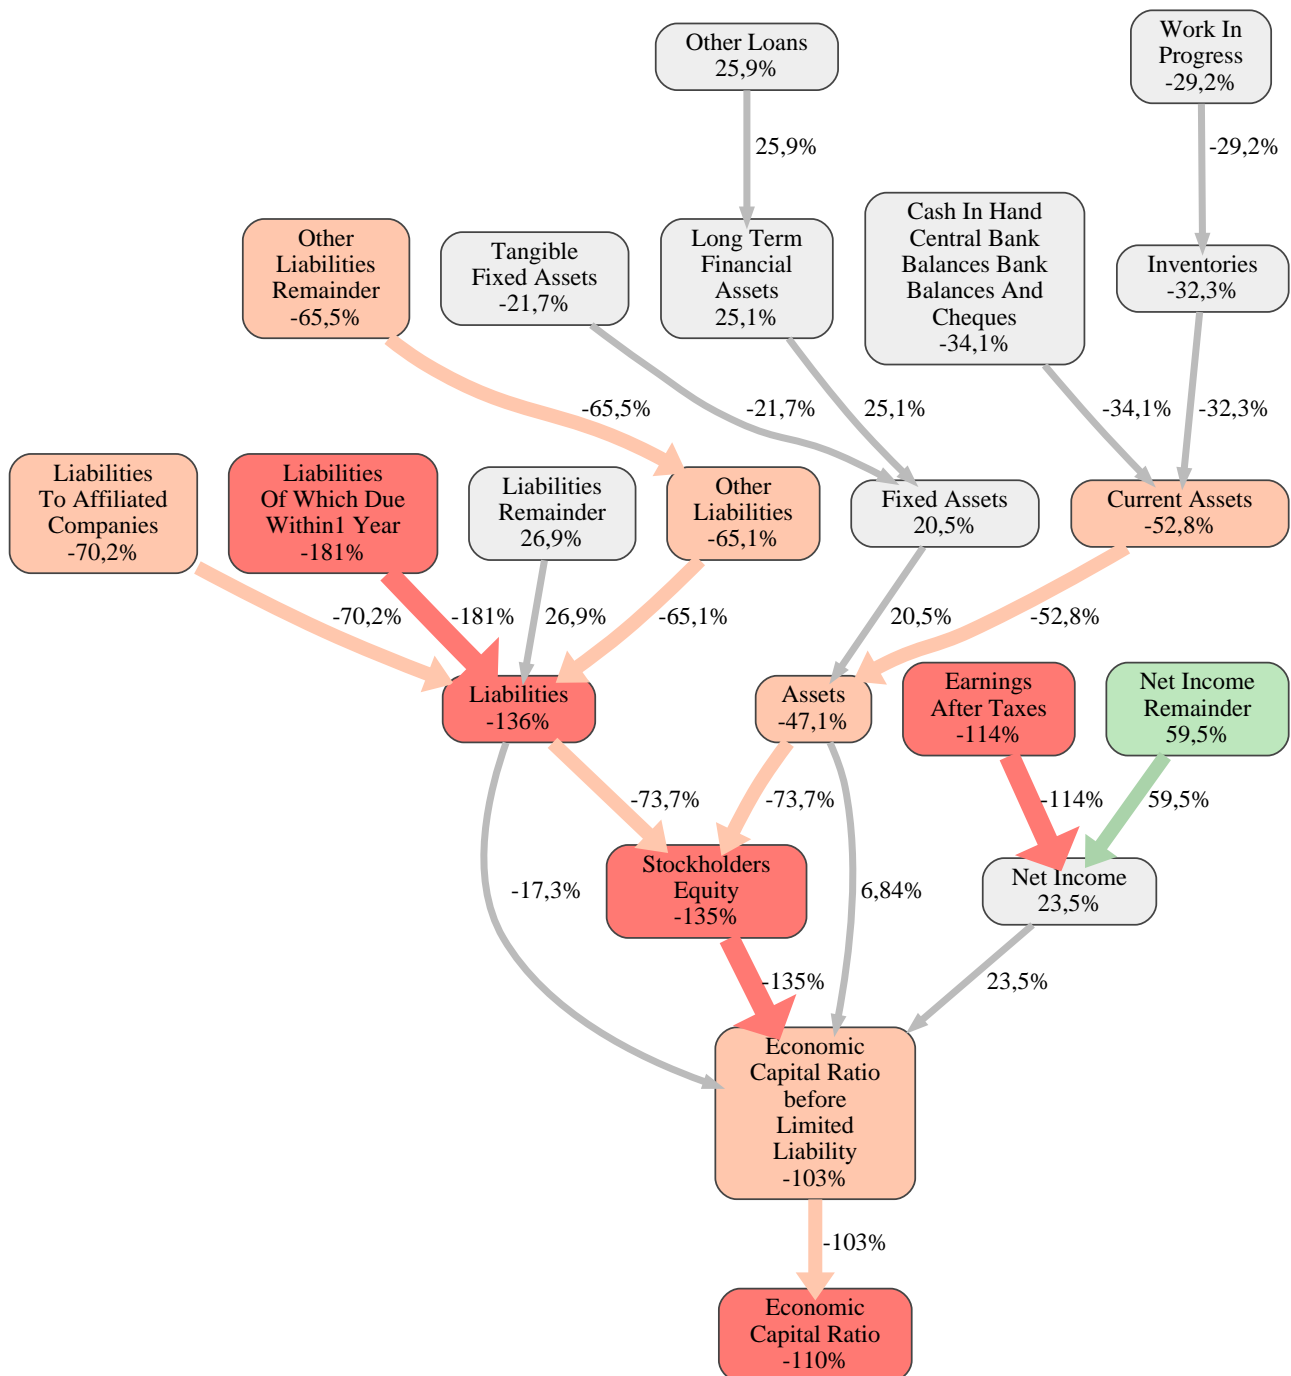 Other Loans
25,9%
Work In
Progress
-29,2%
25,9%
-29,2%
Other
Liabilities
Remainder
-65,5%
Tangible
Fixed Assets
-21,7%
Long Term
Financial
Assets
25,1%
Cash In Hand
Central Bank
Balances Bank
Balances And
Cheques
-34,1%
Inventories
-32,3%
-65,5%
-21,7%
25,1%
-34,1%
-32,3%
Liabilities
To Affiliated
Companies
-70,2%
Liabilities
Of Which Due
Within1 Year
-181%
Liabilities
Remainder
26,9%
Other
Liabilities
-65,1%
Fixed Assets
20,5%
Current Assets
-52,8%
-70,2%
-181%
26,9%
-65,1%
20,5%
-52,8%
Liabilities
-136%
Assets
-47,1%
Earnings
After Taxes
-114%
Net Income
Remainder
59,5%
-73,7%
-73,7%
-114%
59,5%
Stockholders
Equity
-135%
Net Income
23,5%
-17,3%
6,84%
-135%
23,5%
Economic
Capital Ratio
before
Limited
Liability
-103%
-103%
Economic
Capital Ratio
-110%